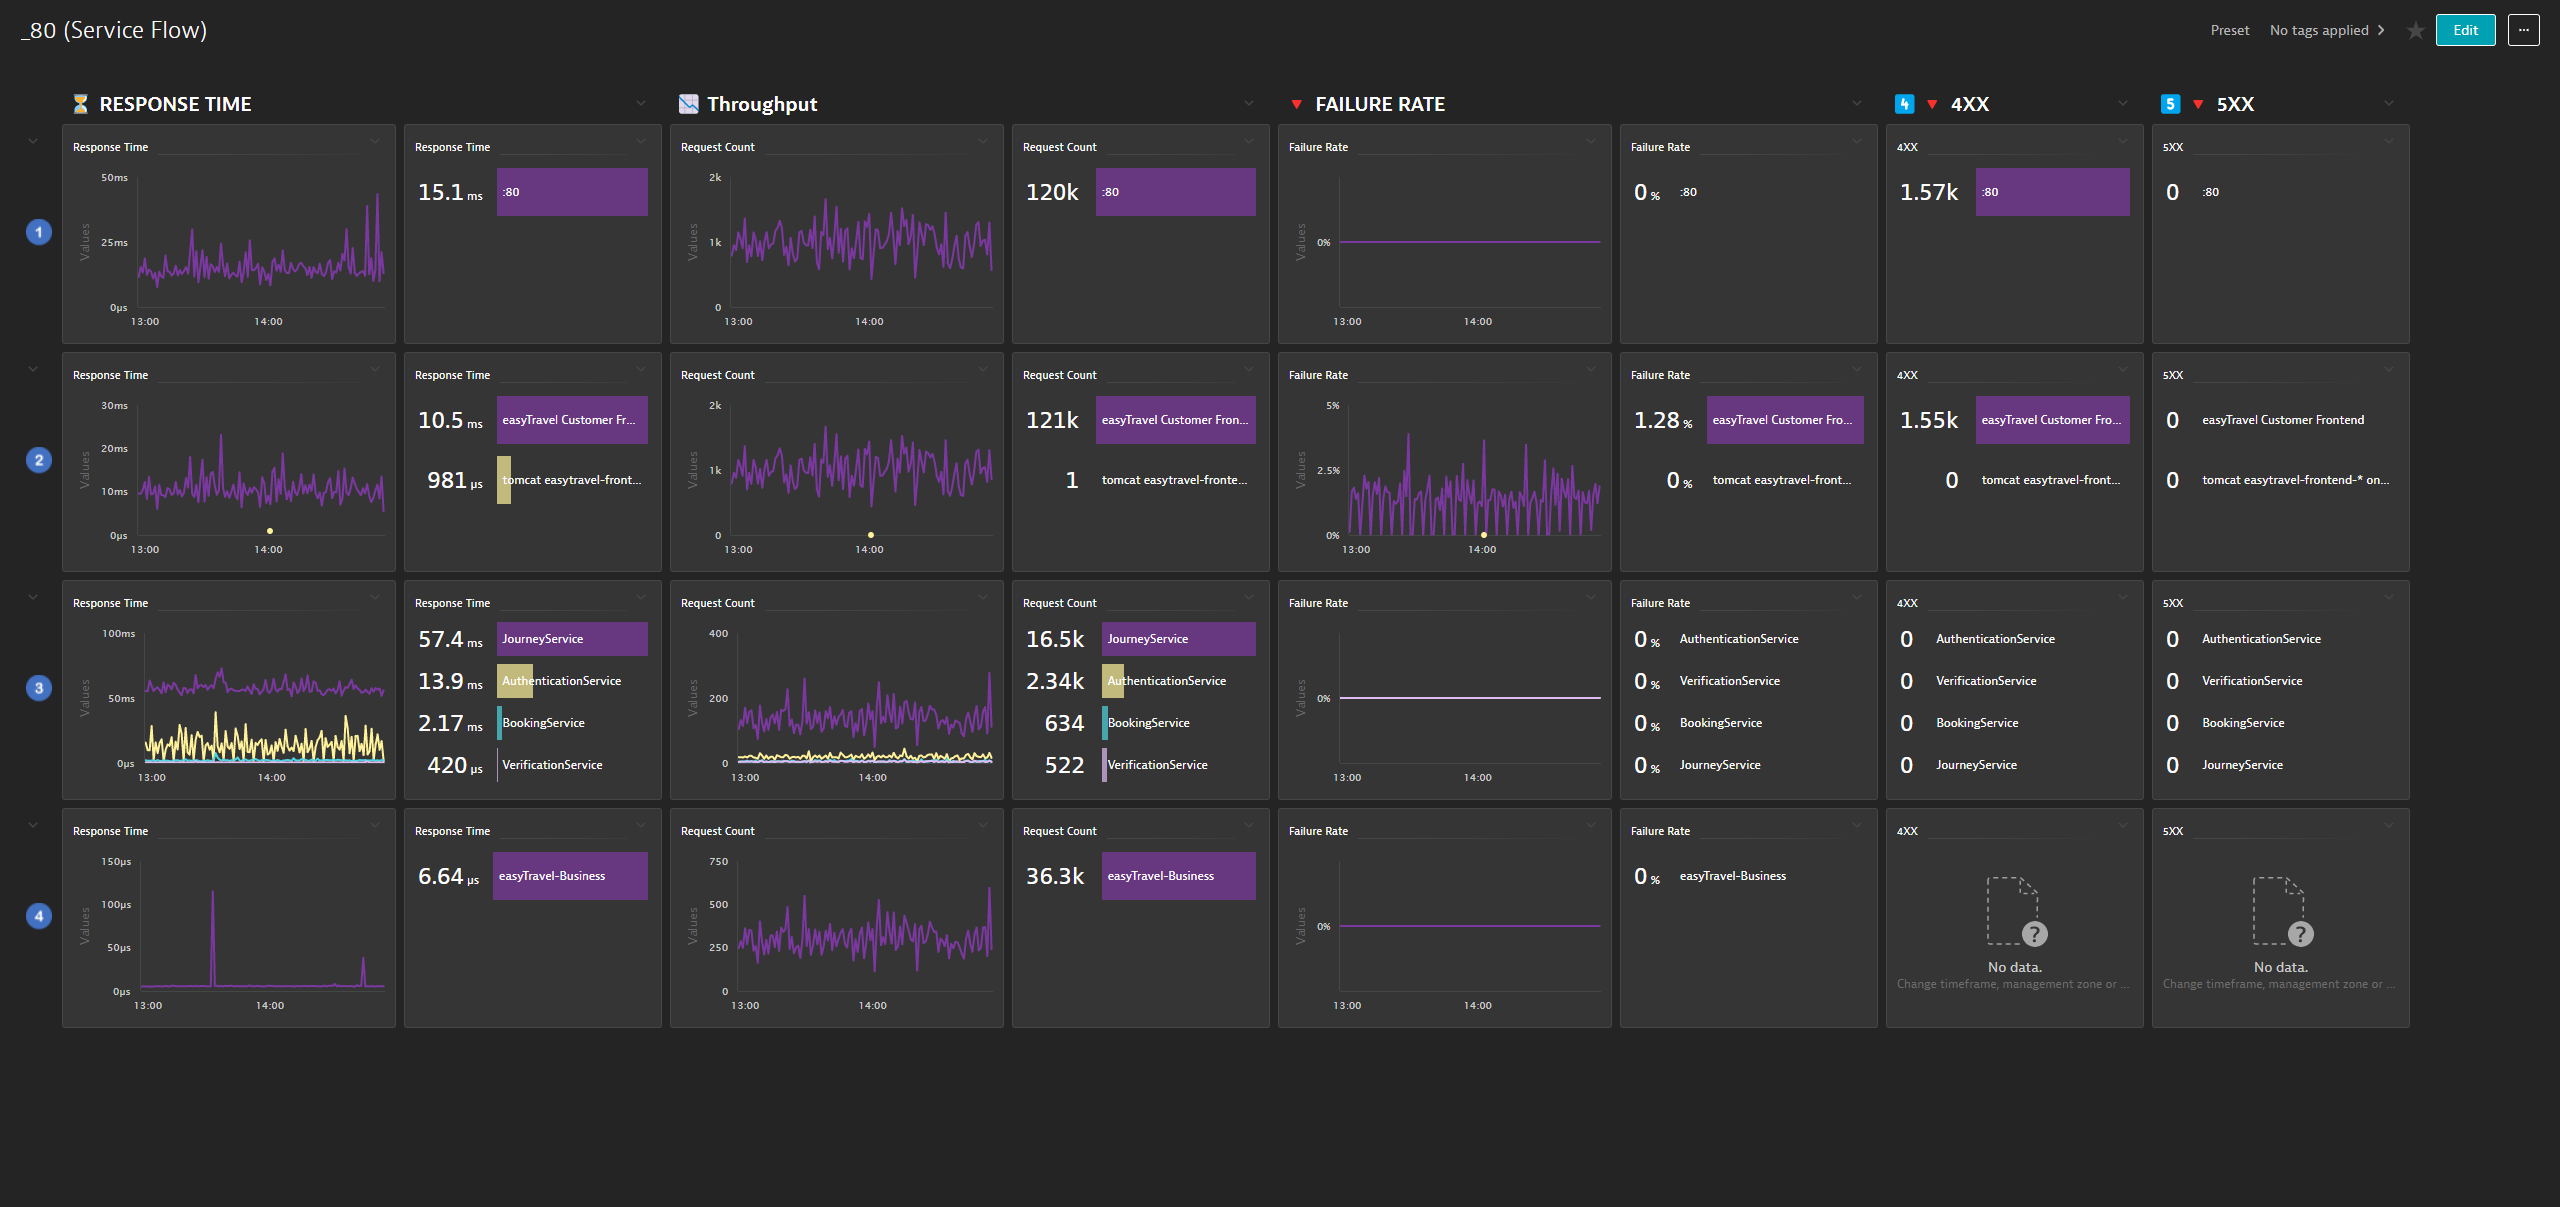 _80 (Service Flow)
Preset No tags applied Edit ...
RESPONSE TIME
Throughput
FAILURE RATE
4 4XX
5 5XX
1
Response Time
Values
50ms
25ms
0µs
13:00 14:00
Response Time
15.1 ms :80
Request Count
Values
2k
1k
0
13:00 14:00
Request Count
120k :80
Failure Rate
Values
0%
13:00 14:00
Failure Rate
0 % :80
4XX
1.57k :80
5XX
0 :80
2
Response Time
Values
30ms
20ms
10ms
0µs
13:00 14:00
Response Time
10.5 ms easyTravel Customer Fr...
981 µs tomcat easytravel-front...
Request Count
Values
2k
1k
0
13:00 14:00
Request Count
121k easyTravel Customer Fron...
1 tomcat easytravel-fronte...
Failure Rate
Values
5%
2.5%
0%
13:00 14:00
Failure Rate
1.28 % easyTravel Customer Fro...
0 % tomcat easytravel-front...
4XX
1.55k easyTravel Customer Fro...
0 tomcat easytravel-front...
5XX
0 easyTravel Customer Frontend
0 tomcat easytravel-frontend-* on...
3
Response Time
Values
100ms
50ms
0µs
13:00 14:00
Response Time
57.4 ms JourneyService
13.9 ms AuthenticationService
2.17 ms BookingService
420 µs VerificationService
Request Count
Values
400
200
0
13:00 14:00
Request Count
16.5k JourneyService
2.34k AuthenticationService
634 BookingService
522 VerificationService
Failure Rate
Values
0%
13:00 14:00
Failure Rate
0 % AuthenticationService
0 % VerificationService
0 % BookingService
0 % JourneyService
4XX
0 AuthenticationService
0 VerificationService
0 BookingService
0 JourneyService
5XX
0 AuthenticationService
0 VerificationService
0 BookingService
0 JourneyService
4
Response Time
Values
150µs
100µs
50µs
0µs
13:00 14:00
Response Time
6.64 µs easyTravel-Business
Request Count
Values
750
500
250
0
13:00 14:00
Request Count
36.3k easyTravel-Business
Failure Rate
Values
0%
13:00 14:00
Failure Rate
0 % easyTravel-Business
4XX
?
No data.
Change timeframe, management zone or ...
5XX
?
No data.
Change timeframe, management zone or ...